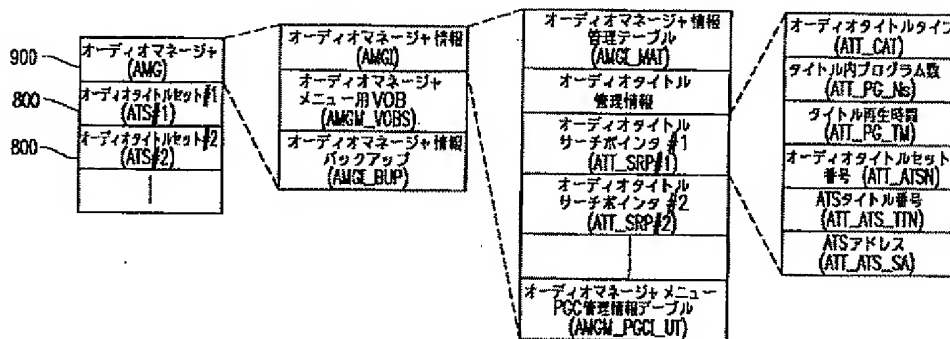 900
800
800
オーディオマネージャ
(AMG)
オーディオタイトルセット#1
(ATS#1)
オーディオタイトルセット#2
(ATS#2)
オーディオマネージャ情報
(AMGI)
オーディオマネージャ
メニュー用VOB
(AMGM_VOBS)
オーディオマネージャ情報
バックアップ
(AMGI_BUP)
オーディオマネージャ情報
管理テーブル
(AMGI_MAT)
オーディオタイトル
管理情報
オーディオタイトル
サーチポインタ #1
(ATT_SRP#1)
オーディオタイトル
サーチポインタ #2
(ATT_SRP#2)
オーディオマネージャメニュー
PGC管理情報テーブル
(AMGM_PGCI_UT)
オーディオタイトルタイプ
(ATT_CAT)
タイトル内プログラム数
(ATT_PG_Ns)
タイトル再生時間
(ATT_PG_TM)
オーディオタイトルセット
番号 (ATT_ATSN)
ATSタイトル番号
(ATT_ATS_TTN)
ATSアドレス
(ATT_ATS_SA)